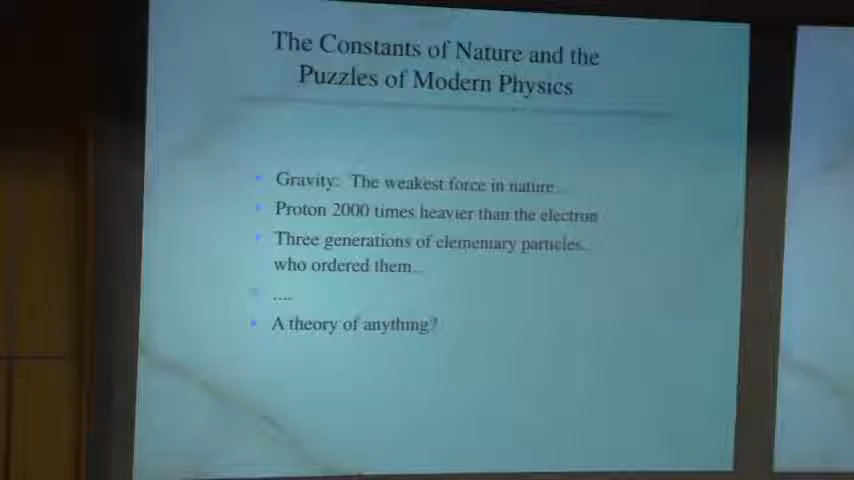 The Constants of Nature and the
Puzzles of Modern Physics
• Gravity: The weakest force in nature...
• Proton 2000 times heavier than the electron
• Three generations of elementary particles...
who ordered them...
• ....
• A theory of anything?